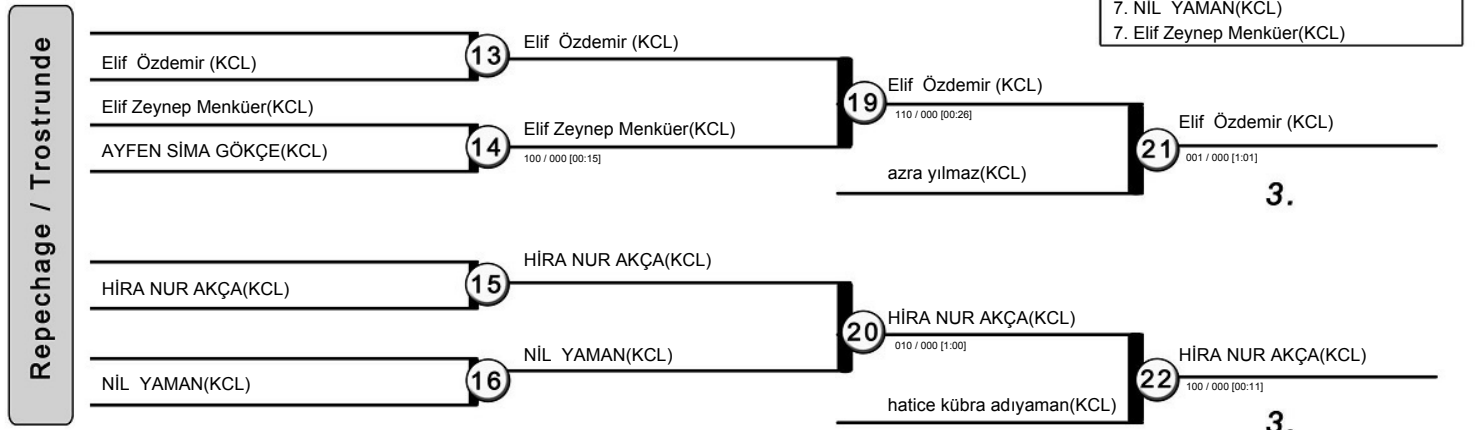 7. NİL  YAMAN(KCL)
7. Elif Zeynep Menküer(KCL)
Repechage / Trostrunde
Elif  Özdemir (KCL)
13
Elif  Özdemir (KCL)
Elif Zeynep Menküer(KCL)
AYFEN SİMA GÖKÇE(KCL)
14
Elif Zeynep Menküer(KCL)
100 / 000 [00:15]
19
Elif  Özdemir (KCL)
110 / 000 [00:26]
azra yılmaz(KCL)
21
Elif  Özdemir (KCL)
001 / 000 [1:01]
3.
HİRA NUR AKÇA(KCL)
15
HİRA NUR AKÇA(KCL)
NİL  YAMAN(KCL)
16
NİL  YAMAN(KCL)
20
HİRA NUR AKÇA(KCL)
010 / 000 [1:00]
hatice kübra adıyaman(KCL)
22
HİRA NUR AKÇA(KCL)
100 / 000 [00:11]
3.